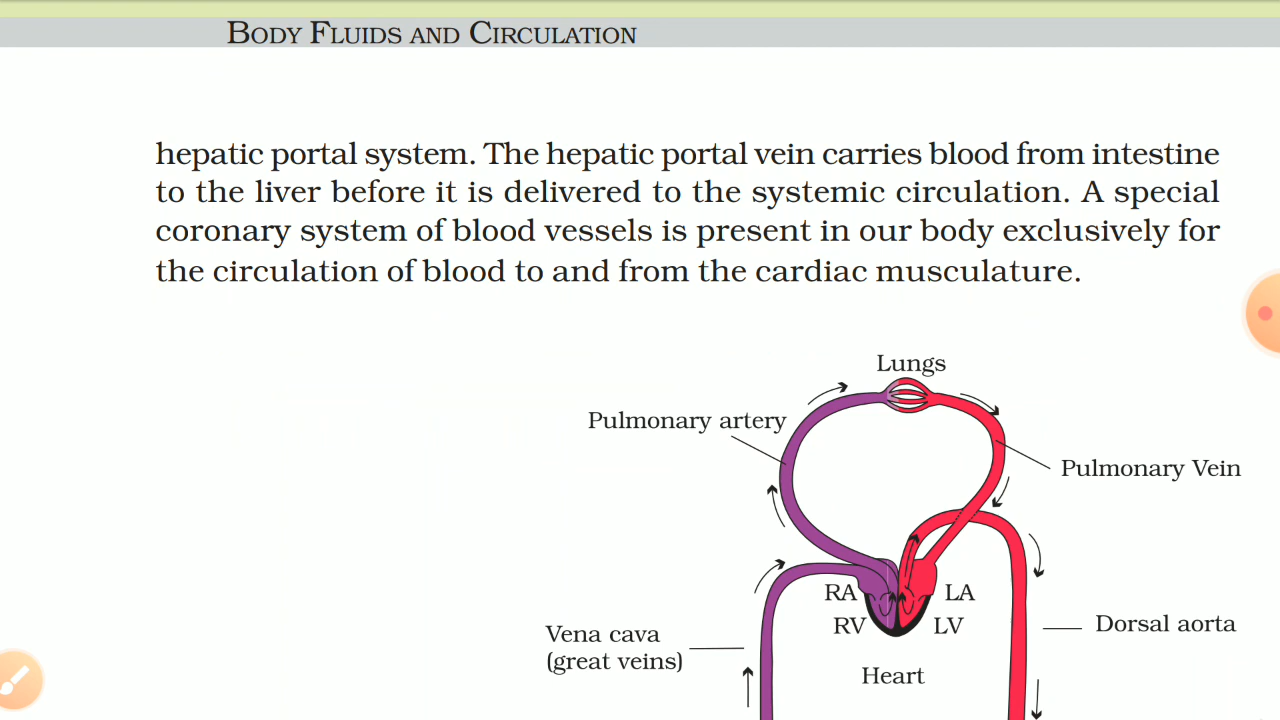 BODY FLUIDS AND CIRCULATION
hepatic portal system. The hepatic portal vein carries blood from intestine
to the liver before it is delivered to the systemic circulation. A special
coronary system of blood vessels is present in our body exclusively for
the circulation of blood to and from the cardiac musculature.
Lungs
Pulmonary artery
Pulmonary Vein
RA
LA
RV
LV
Dorsal aorta
Vena cava
(great veins)
Heart